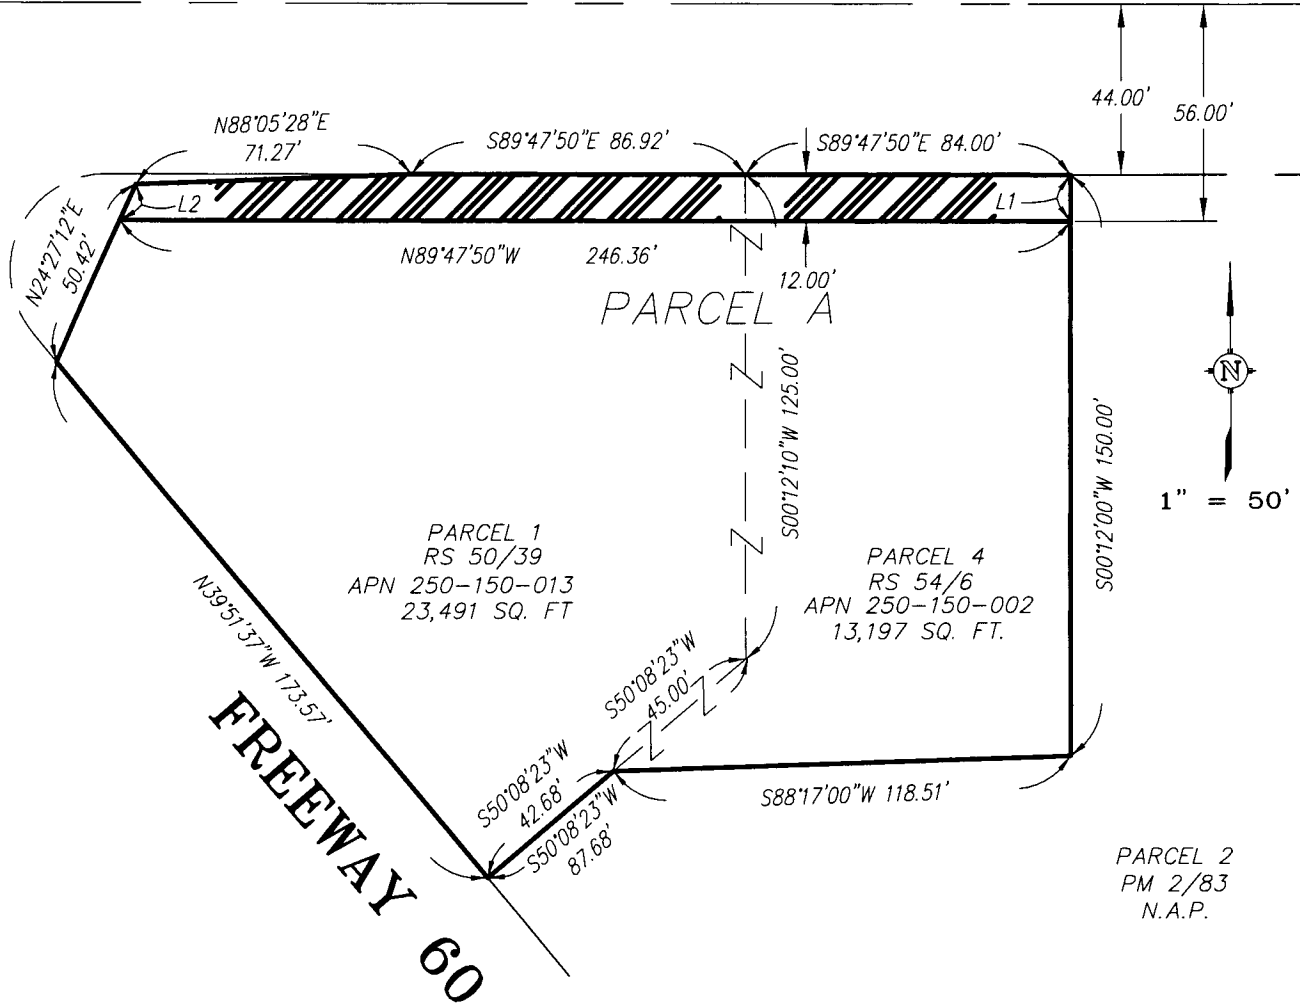 44.00'
56.00'
N88°05'28"E
71.27'
S89°47'50"E 86.92'
S89°47'50"E 84.00'
L2
L1
N24°27'12"E
50.42'
N89°47'50"W 246.36'
12.00'
PARCEL A
N
S00°12'10"W 125.00'
S00°12'00"W 150.00'
1" = 50'
PARCEL 1
RS 50/39
APN 250-150-013
23,491 SQ. FT
PARCEL 4
RS 54/6
APN 250-150-002
13,197 SQ. FT.
N39°51'37"W 173.57'
S50°08'23"W
45.00'
FREEWAY 60
S50°08'23"W
42.68'
S50°08'23"W
87.68'
S88°17'00"W 118.51'
PARCEL 2
PM 2/83
N.A.P.